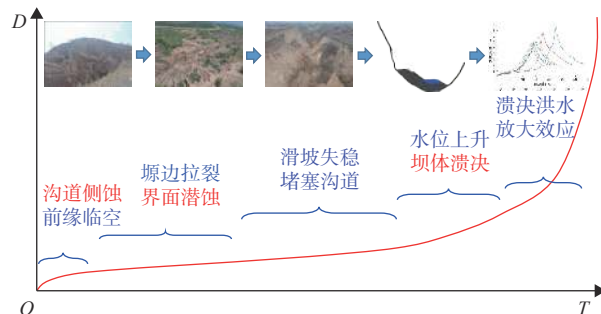 D
溃决洪水
放大效应
水位上升
坝体溃决
滑坡失稳
堵塞沟道
塬边拉裂
界面潜蚀
沟道侧蚀
前缘临空
O
T